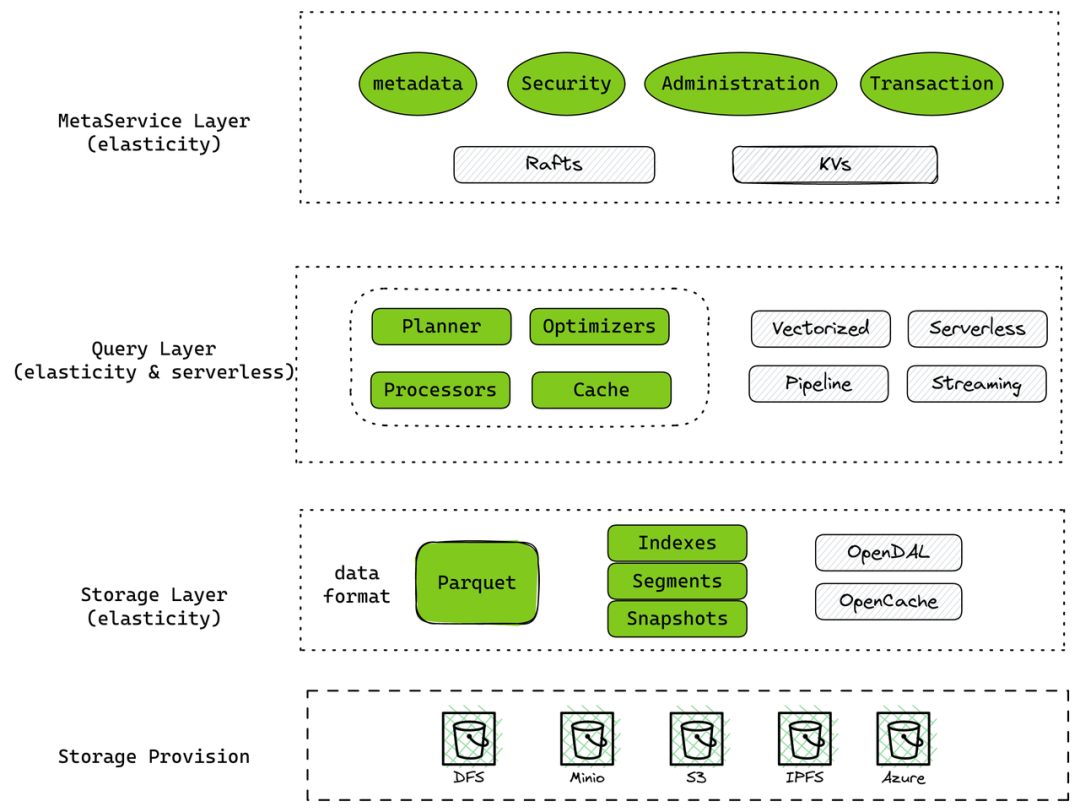 metadata
Security
Administration
Transaction
MetaService Layer
(elasticity)
Rafts
KVs
Planner
Optimizers
Vectorized
Serverless
Query Layer
(elasticity & serverless)
Processors
Cache
Pipeline
Streaming
Storage Layer
(elasticity)
data
format
Parquet
Indexes
Segments
Snapshots
OpenDAL
OpenCache
Storage Provision
DFS
Minio
S3
IPFS
Azure